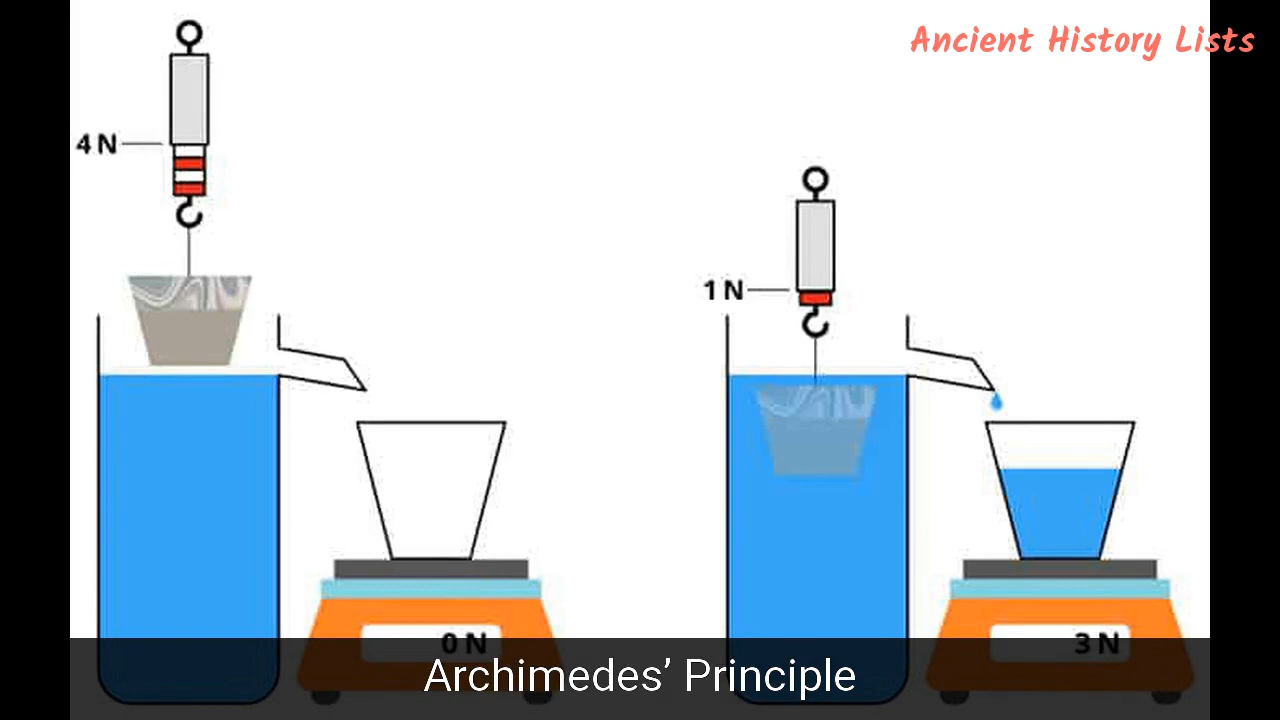 Ancient History Lists
4 N
1 N
0 N
3 N
Archimedes’ Principle